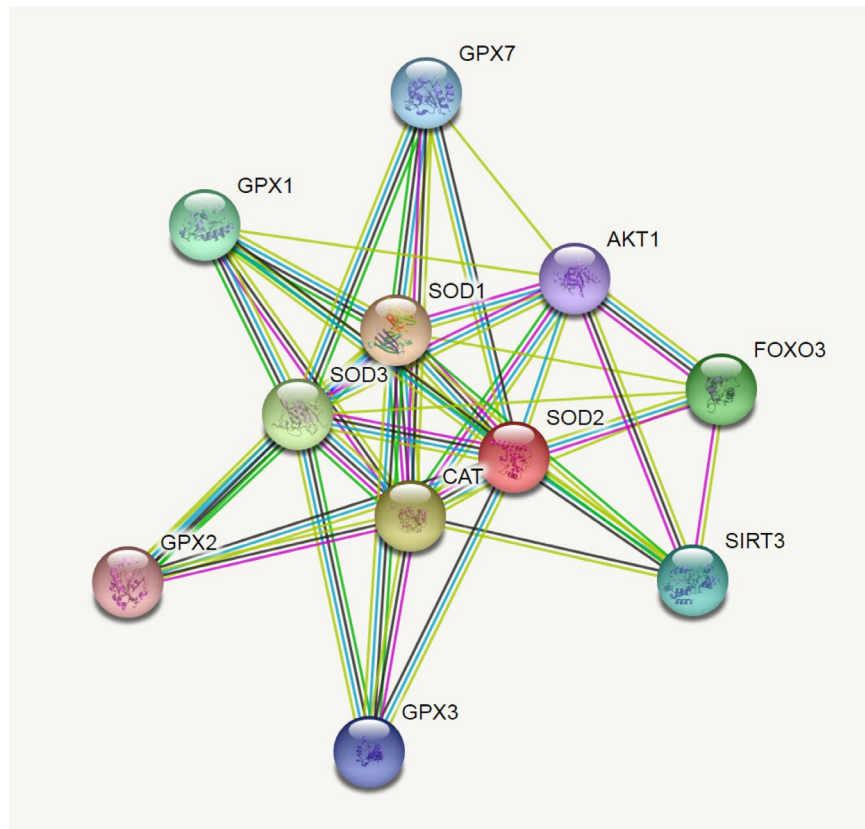 GPX7
GPX1
AKT1
SOD1
FOXO3
SOD3
SOD2
CAT
GPX2
SIRT3
GPX3